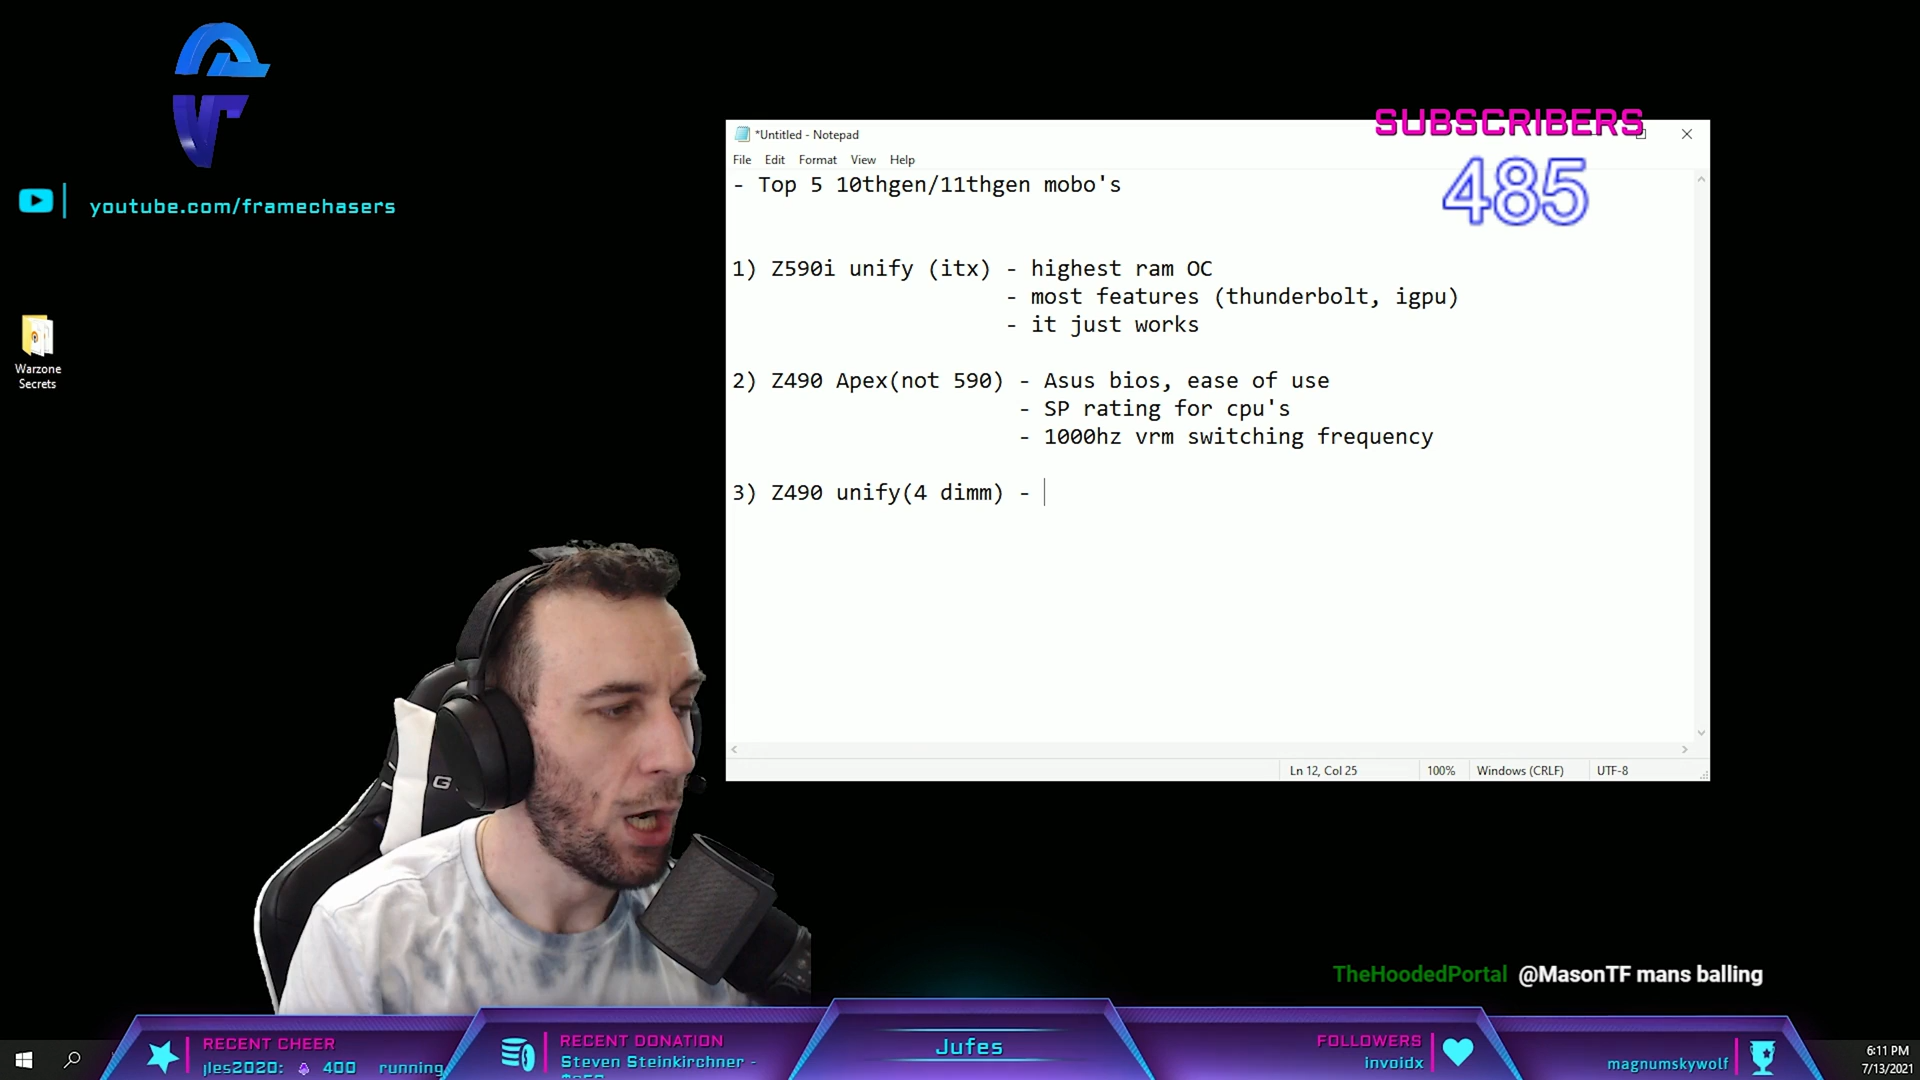 SUBSCRIBERS
485
*Untitled - Notepad
File Edit Format View Help
- Top 5 10thgen/11thgen mobo's
1) Z590i unify (itx) - highest ram OC
- most features (thunderbolt, igpu)
- it just works
2) Z490 Apex(not 590) - Asus bios, ease of use
- SP rating for cpu's
- 1000hz vrm switching frequency
3) Z490 unify(4 dimm) -
Ln 12, Col 25 100% Windows (CRLF) UTF-8
youtube.com/framechasers
Warzone
Secrets
G
TheHoodedPortal @MasonTF mans balling
RECENT CHEER
jles2020: 400 running
RECENT DONATION
Steven Steinkirchner -
Jufes
FOLLOWERS
invoidx
magnumskywolf
6:11 PM
7/13/2021